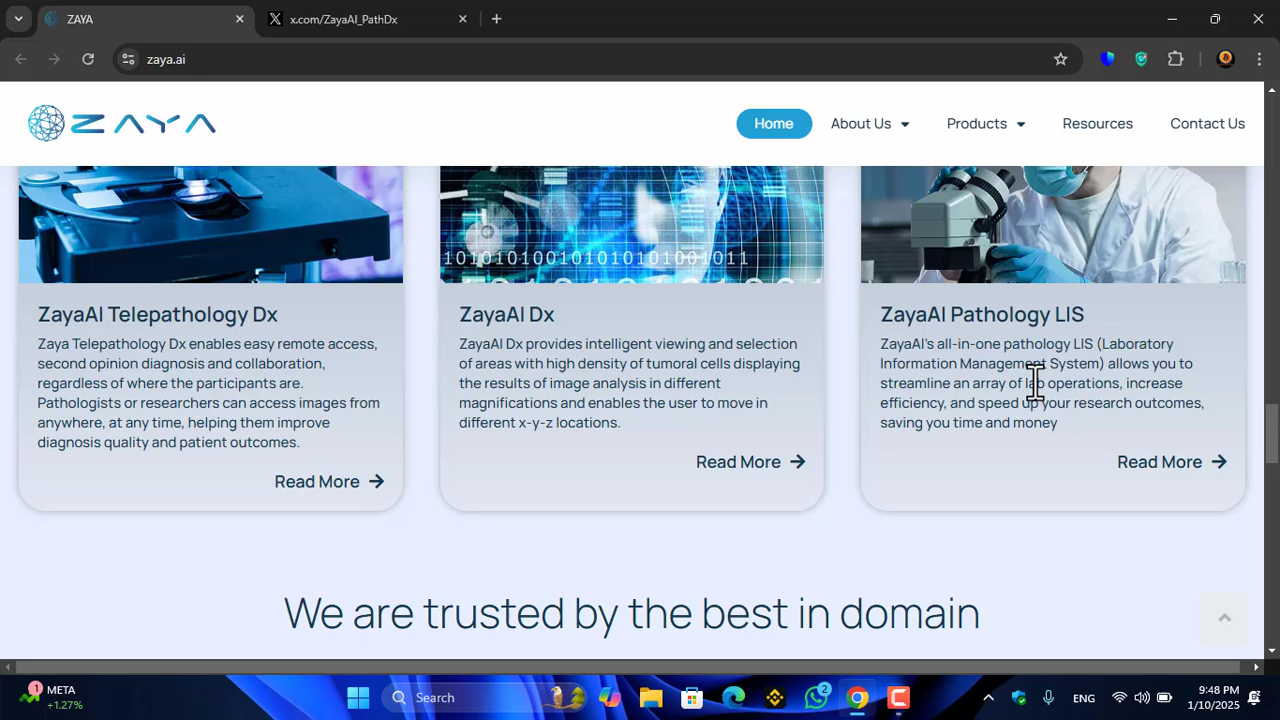 ZAYA
x.com/ZayaAI_PathDx
zaya.ai
ZAYA
Home
About Us
Products
Resources
Contact Us
10101010010101010101001011
ZayaAI Telepathology Dx
Zaya Telepathology Dx enables easy remote access,
second opinion diagnosis and collaboration,
regardless of where the participants are.
Pathologists or researchers can access images from
anywhere, at any time, helping them improve
diagnosis quality and patient outcomes.
Read More
ZayaAI Dx
ZayaAI Dx provides intelligent viewing and selection
of areas with high density of tumoral cells displaying
the results of image analysis in different
magnifications and enables the user to move in
different x-y-z locations.
Read More
ZayaAI Pathology LIS
ZayaAI's all-in-one pathology LIS (Laboratory
Information Management System) allows you to
streamline an array of lab operations, increase
efficiency, and speed up your research outcomes,
saving you time and money
Read More
We are trusted by the best in domain
1
META
+1.27%
Search
2
ENG
9:48 PM
1/10/2025